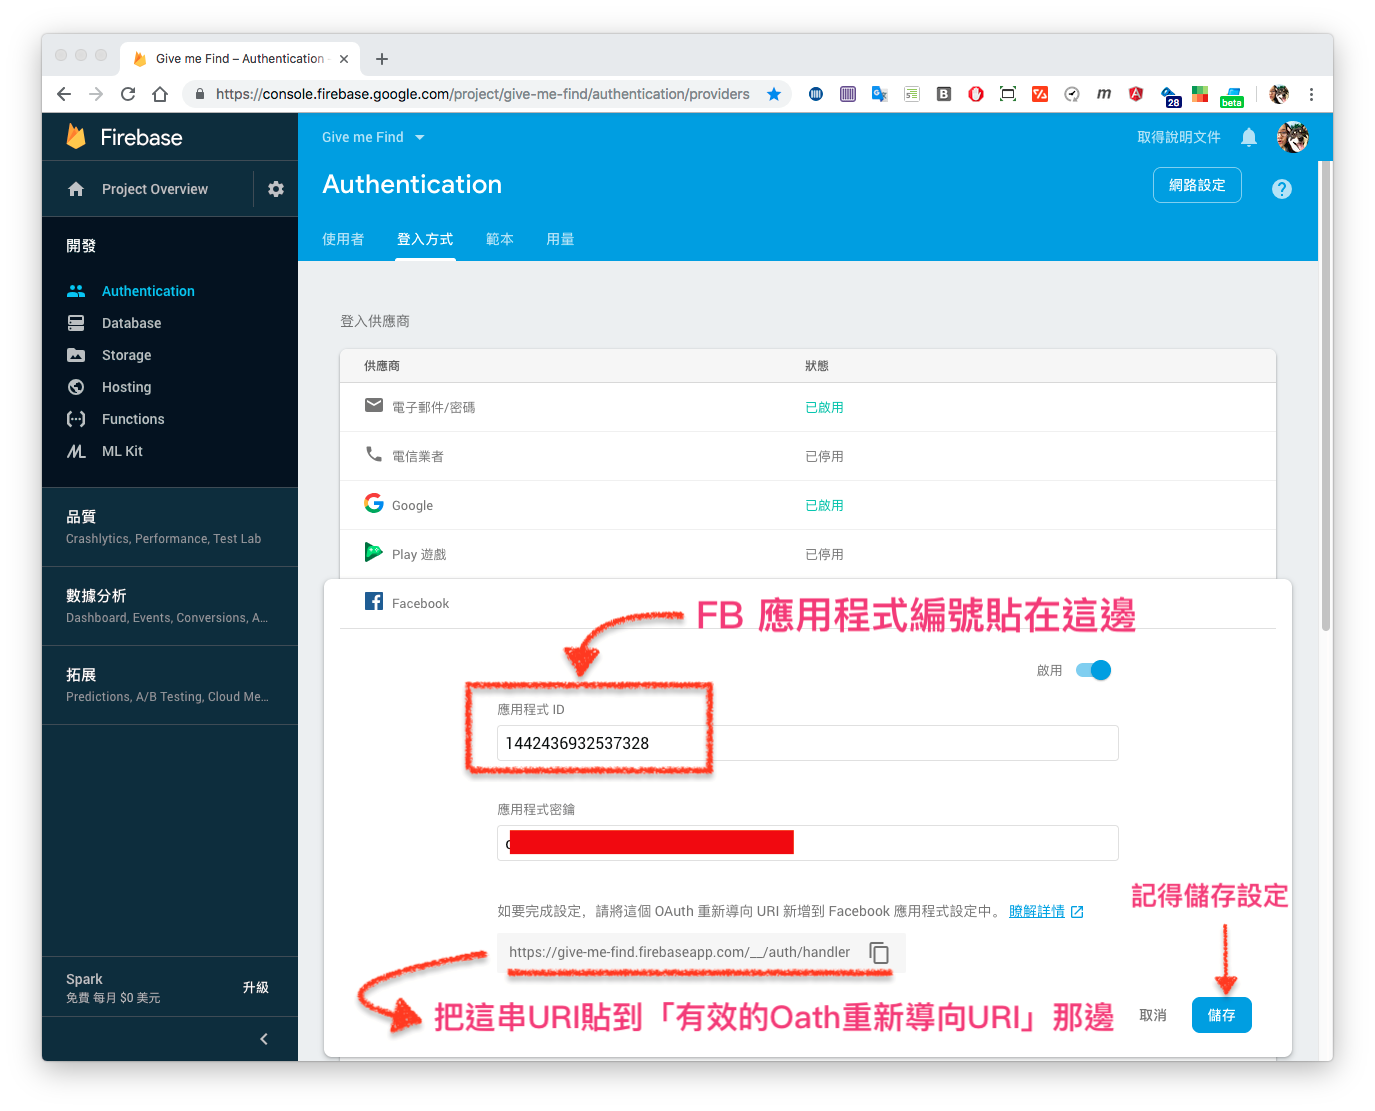 Give me Find – Authentication
https://console.firebase.google.com/project/give-me-find/authentication/providers
28
beta
Firebase
Give me Find
取得說明文件
Project Overview
Authentication
網路設定
使用者
登入方式
範本
用量
開發
Authentication
Database
Storage
Hosting
Functions
ML Kit
品質
Crashlytics, Performance, Test Lab
數據分析
Dashboard, Events, Conversions, A...
拓展
Predictions, A/B Testing, Cloud Me...
Spark
免費 每月 $0 美元
升級
登入供應商
供應商
狀態
電子郵件/密碼
已啟用
電信業者
已停用
Google
已啟用
Play 遊戲
已停用
Facebook
FB 應用程式編號貼在這邊
啟用
應用程式 ID
1442436932537328
應用程式密鑰
如要完成設定，請將這個 OAuth 重新導向 URI 新增到 Facebook 應用程式設定中。 瞭解詳情
https://give-me-find.firebaseapp.com/__/auth/handler
記得儲存設定
把這串URI貼到「有效的Oath重新導向URI」那邊
取消
儲存